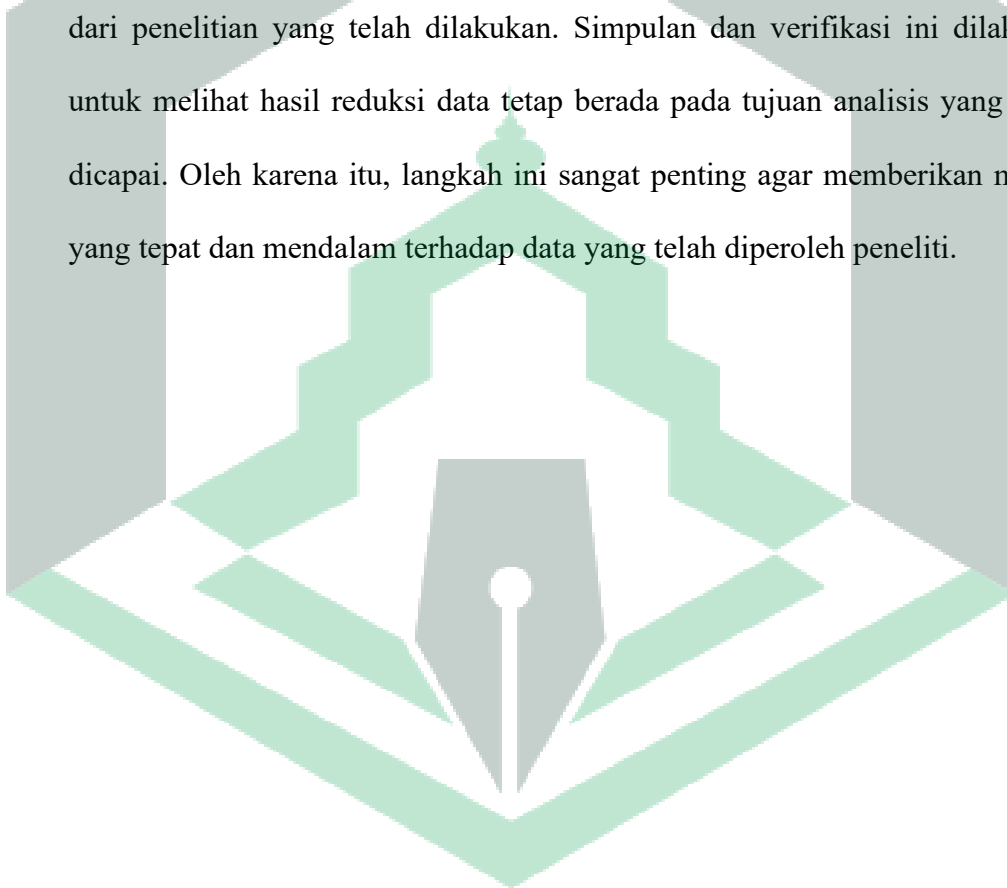 dari penelitian yang telah dilakukan. Simpulan dan verifikasi ini
untuk melihat hasil reduksi data tetap berada pada tujuan analisis yang
dicapai. Oleh karena itu, langkah ini sangat penting agar memberikan
yang tepat dan mendalam terhadap data yang telah diperoleh peneliti.